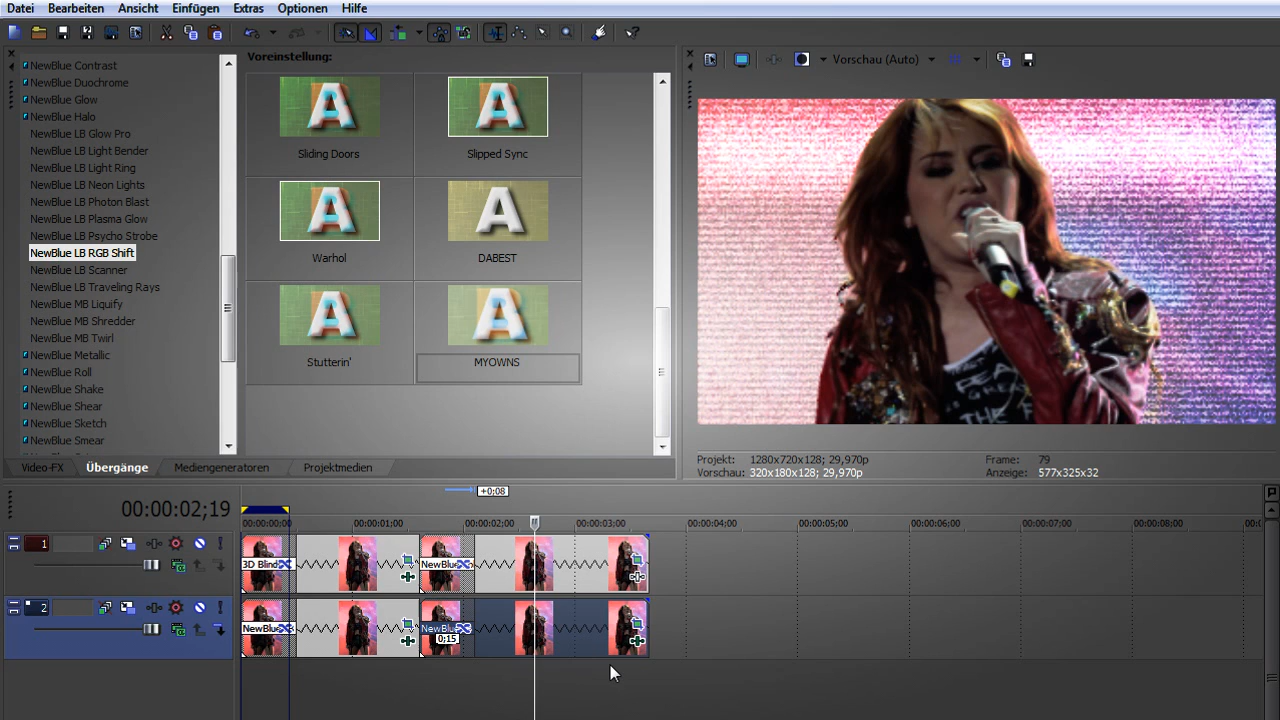 Datei Bearbeiten Ansicht Einfügen Extras Optionen Hilfe
NewBlue Contrast
NewBlue Duochrome
NewBlue Glow
NewBlue Halo
NewBlue LB Glow Pro
NewBlue LB Light Bender
NewBlue LB Light Ring
NewBlue LB Neon Lights
NewBlue LB Photon Blast
NewBlue LB Plasma Glow
NewBlue LB Psycho Strobe
NewBlue LB RGB Shift
NewBlue LB Scanner
NewBlue LB Traveling Rays
NewBlue MB Liquify
NewBlue MB Shredder
NewBlue MB Twirl
NewBlue Metallic
NewBlue Roll
NewBlue Shake
NewBlue Shear
NewBlue Sketch
NewBlue Smear
Voreinstellung:
Sliding Doors
Slipped Sync
Warhol
DABEST
Stutterin'
MYOWNS
Vorschau (Auto)
Projekt: 1280x720x128; 29,970p
Vorschau: 320x180x128; 29,970p
Frame: 79
Anzeige: 577x325x32
Video-FX Übergänge Mediengeneratoren Projektmedien
+0;08
00:00:02;19
00:00:00;00 00:00:01;00 00:00:02;00 00:00:03;00 00:00:04;00 00:00:05;00 00:00:06;00 00:00:07;00 00:00:08;00
1
3D Blind
NewBlue
2
NewBlue
NewBlue
0;15